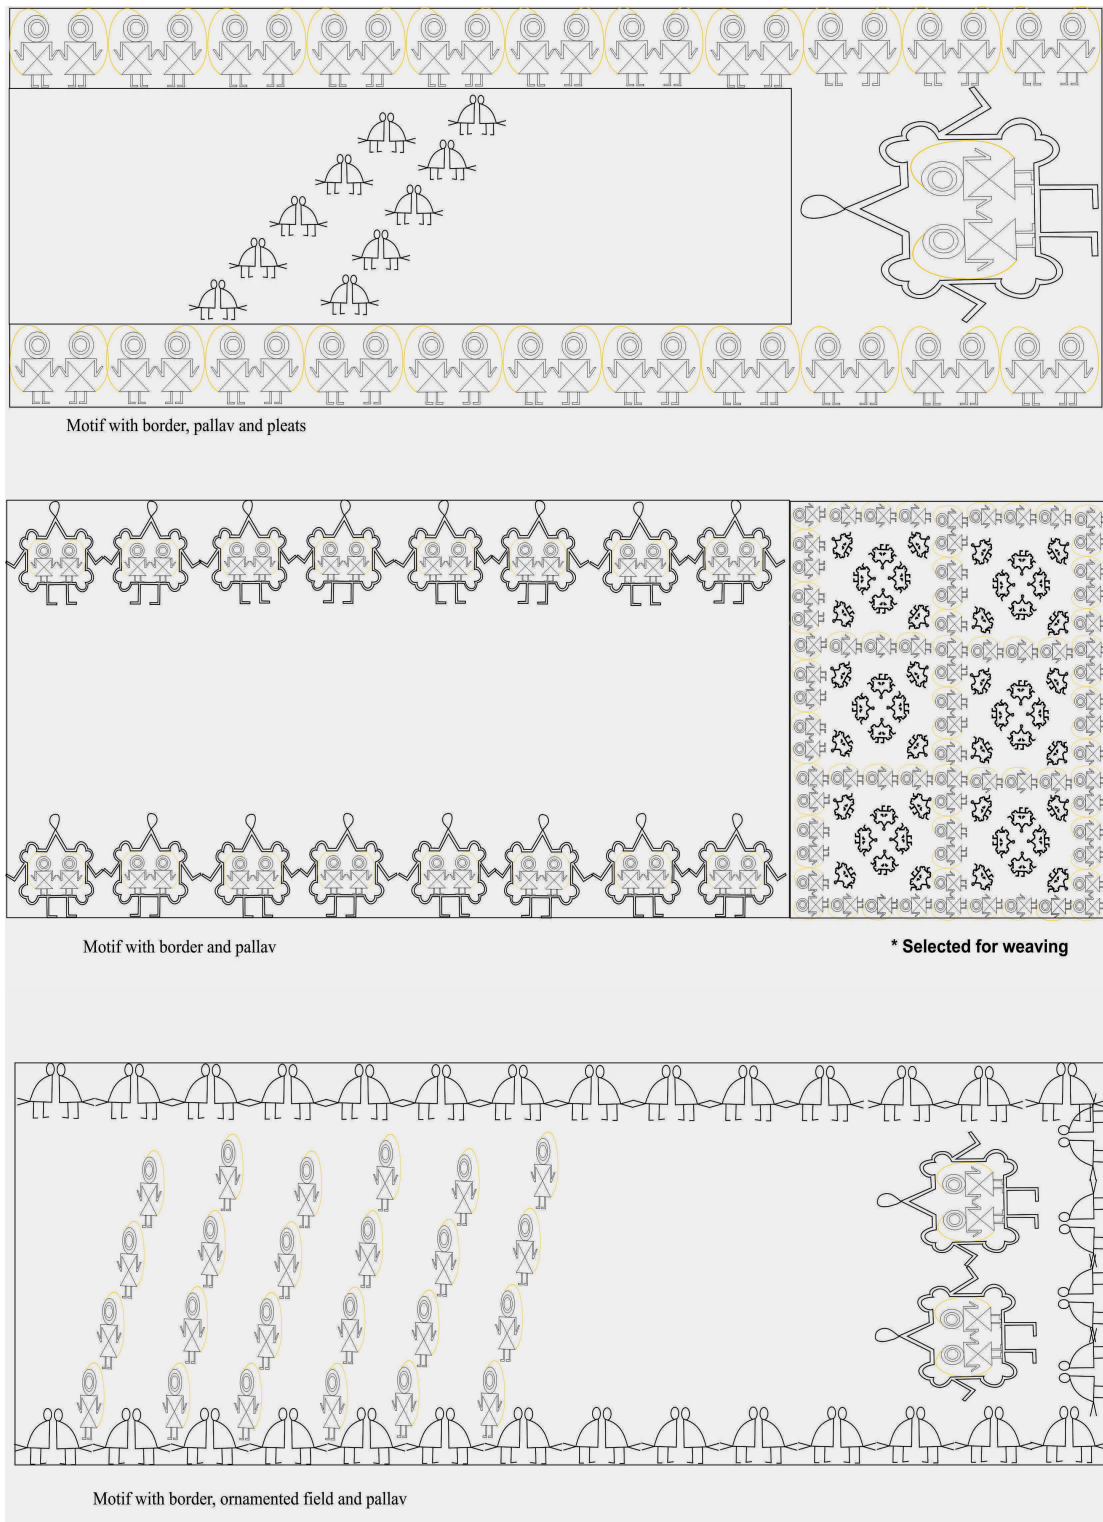 Motif with border, pallav and pleats
Motif with border and pallav
* Selected for weaving
Motif with border, ornamented field and pallav